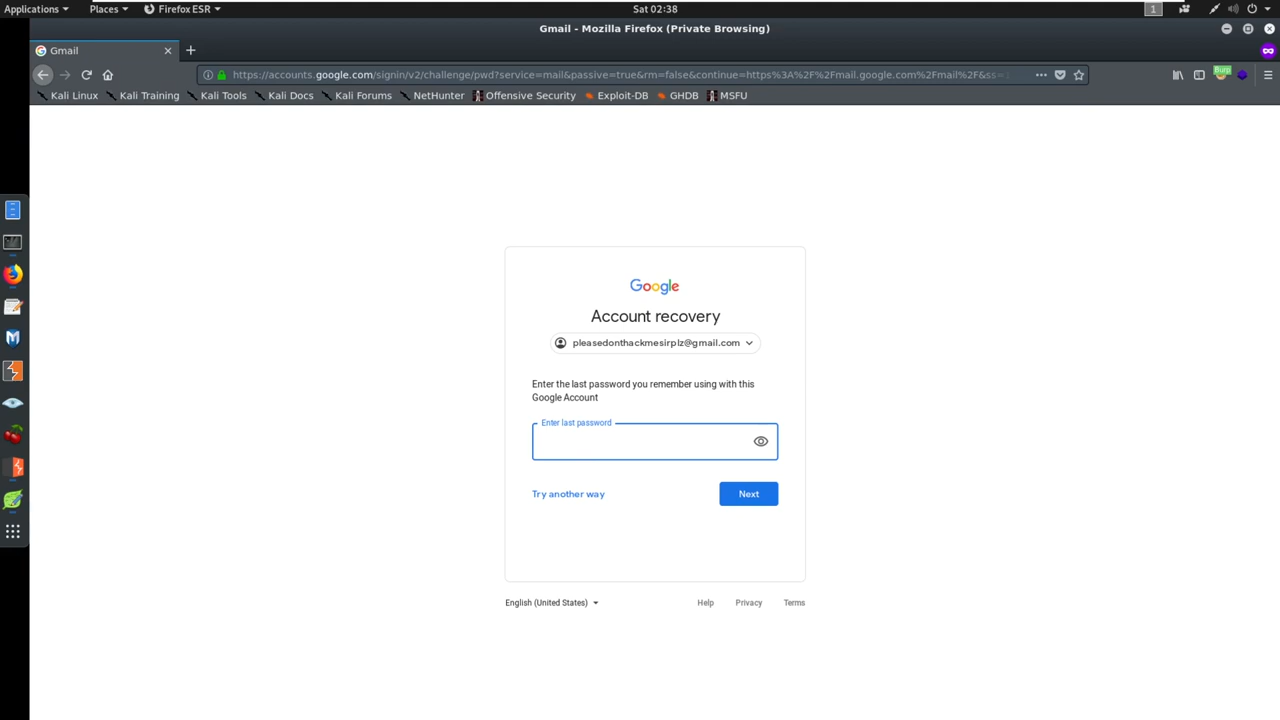 Applications Places Firefox ESR Sat 02:38 1
Gmail - Mozilla Firefox (Private Browsing)
Gmail
https://accounts.google.com/signin/v2/challenge/pwd?service=mail&passive=true&rm=false&continue=https%3A%2F%2Fmail.google.com%2Fmail%2F&ss= Burp
Kali Linux Kali Training Kali Tools Kali Docs Kali Forums NetHunter Offensive Security Exploit-DB GHDB MSFU
Google
Account recovery
pleasedonthackmesirplz@gmail.com
Enter the last password you remember using with this
Google Account
Enter last password
Try another way Next
English (United States) Help Privacy Terms